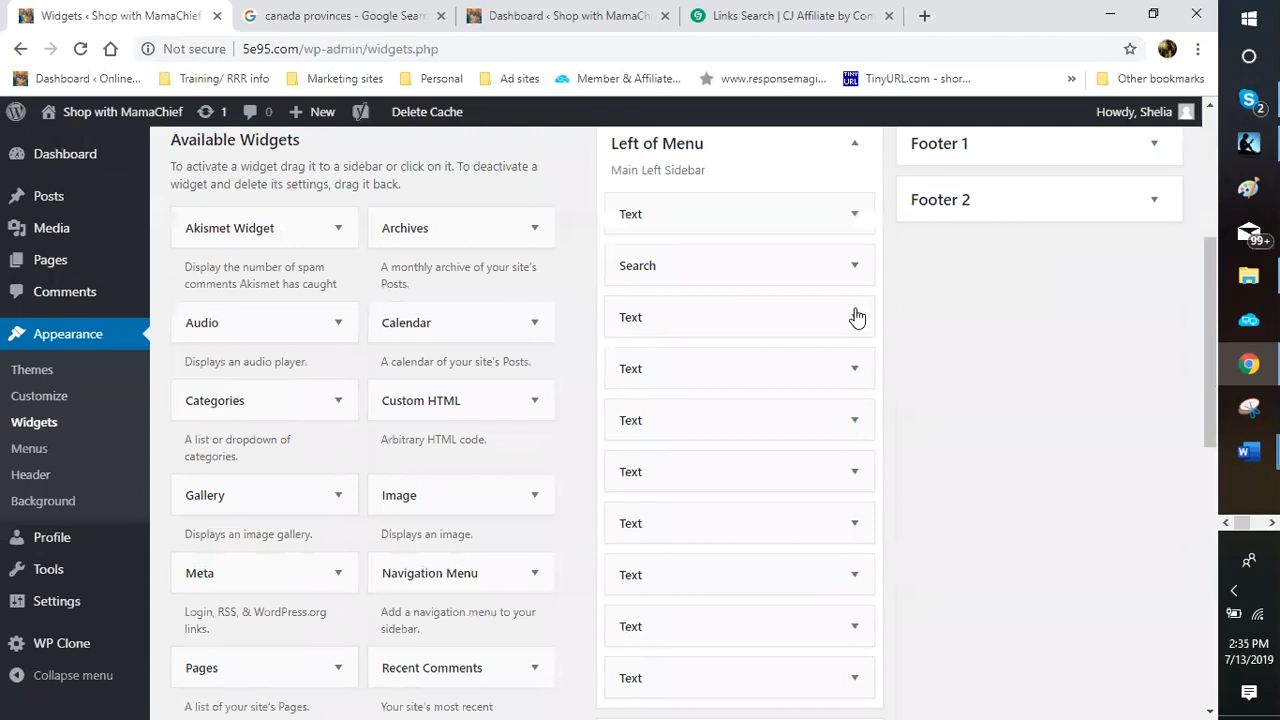 Widgets ‹ Shop with MamaChief
canada provinces - Google Sear
Dashboard ‹ Shop with MamaChi
Links Search | CJ Affiliate by Con
Not secure
5e95.com/wp-admin/widgets.php
Dashboard ‹ Online...
Training/ RRR info
Marketing sites
Personal
Ad sites
Member & Affiliate...
www.responsemagi...
TINY URL
TinyURL.com - shor...
»
Other bookmarks
Shop with MamaChief
1
0
New
Delete Cache
Howdy, Shelia
Dashboard
Posts
Media
Pages
Comments
Appearance
Themes
Customize
Widgets
Menus
Header
Background
Profile
Tools
Settings
WP Clone
Collapse menu
Available Widgets
To activate a widget drag it to a sidebar or click on it. To deactivate a
widget and delete its settings, drag it back.
Akismet Widget
Display the number of spam
comments Akismet has caught
Archives
A monthly archive of your site's
Posts.
Audio
Displays an audio player.
Calendar
A calendar of your site's Posts.
Categories
A list or dropdown of
categories.
Custom HTML
Arbitrary HTML code.
Gallery
Displays an image gallery.
Image
Displays an image.
Meta
Login, RSS, & WordPress.org
links.
Navigation Menu
Add a navigation menu to your
sidebar.
Pages
A list of your site's Pages.
Recent Comments
Your site's most recent
Left of Menu
Main Left Sidebar
Text
Search
Text
Text
Text
Text
Text
Text
Text
Text
Footer 1
Footer 2
2
99+
2:35 PM
7/13/2019